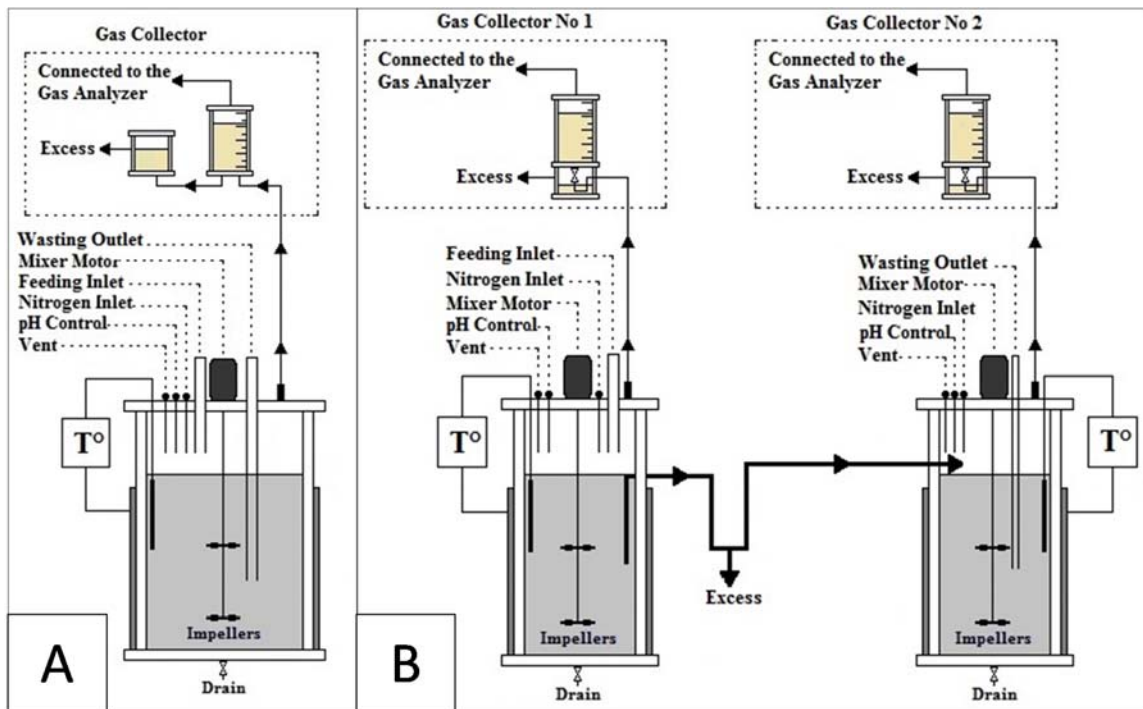 Gas Collector
Connected to the
Gas Analyzer
Excess
Wasting Outlet
Mixer Motor
Feeding Inlet
Nitrogen Inlet
pH Control
Vent
T°
Impellers
Drain
A
Gas Collector No 1
Connected to the
Gas Analyzer
Excess
Feeding Inlet
Nitrogen Inlet
Mixer Motor
pH Control
Vent
T°
Impellers
Drain
B
Excess
Gas Collector No 2
Connected to the
Gas Analyzer
Excess
Wasting Outlet
Mixer Motor
Nitrogen Inlet
pH Control
Vent
T°
Impellers
Drain